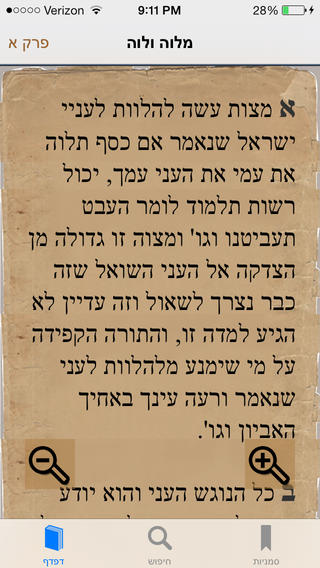 Verizon 9:11 PM 28%
פרק א
מלוה ולוה
א מצות עשה להלוות לעניי
ישראל שנאמר אם כסף תלוה
את עמי את העני עמך, יכול
רשות תלמוד לומר העבט
תעביטנו וגו' ומצוה זו גדולה מן
הצדקה אל העני השואל שזה
כבר נצרך לשאול וזה עדיין לא
הגיע למדה זו, והתורה הקפידה
על מי שימנע מלהלוות לעני
שנאמר ורעה עינך באחיך
האביון וגו'.
ב כל הנוגש העני והוא יודע
דפדף
חיפוש
סמניות